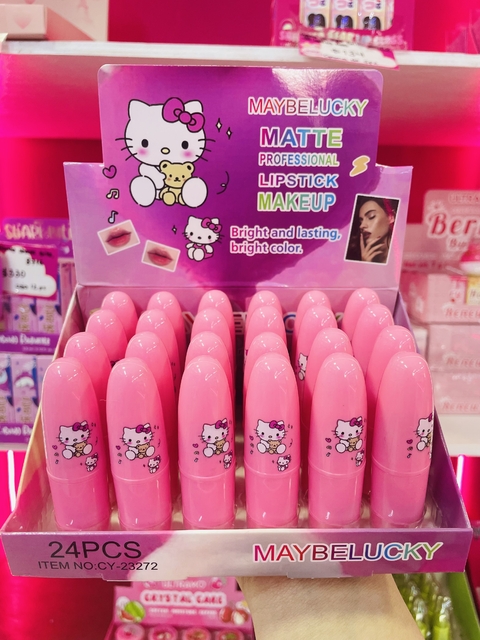 MAYBELUCKY
MATTE
PROFESSIONAL
LIPSTICK
MAKEUP
Bright and lasting,
bright color.
24PCS
ITEM NO:CY-23272
MAYBELUCKY
CRYSTAL CARE